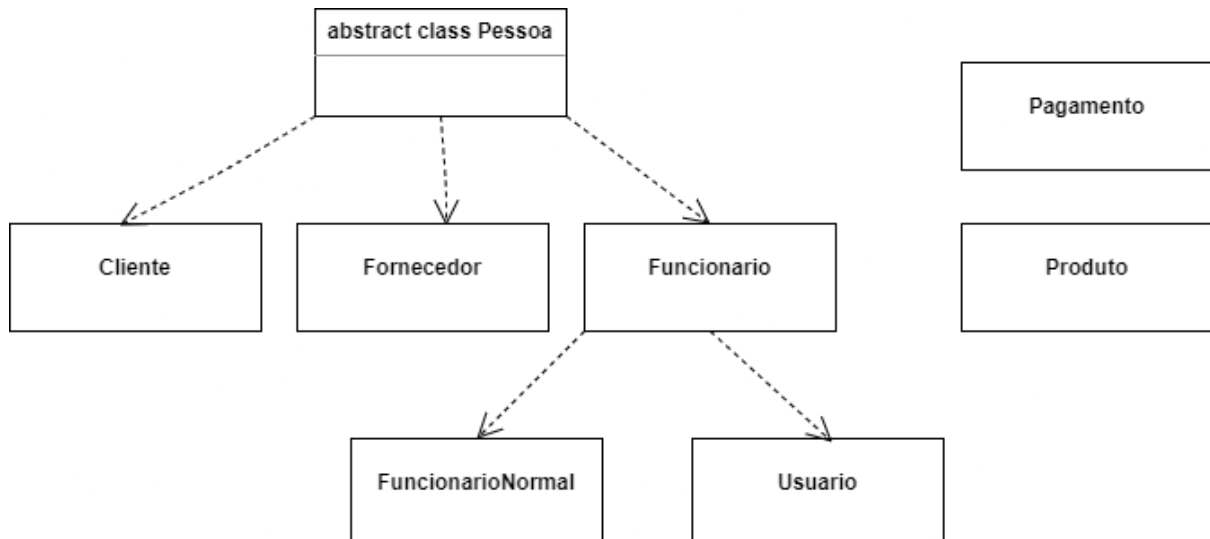 abstract class Pessoa
Pagamento
Cliente
Fornecedor
Funcionario
Produto
FuncionarioNormal
Usuario